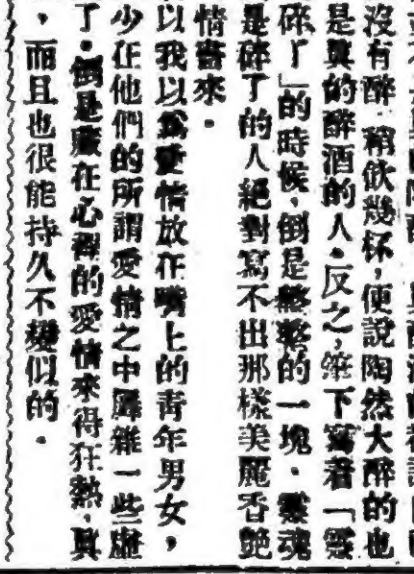 沒有醉,稍飲幾杯,便說陶然大醉的也
是真的醉酒的人。反之,筆下寫着「靈
碎了」的時候,倒是整整的一塊。靈魂
是碎了的人絕對寫不出那樣美麗香艷
情書來。
以我以為愛情放在嘴上的青年男女,
少在他們的所謂愛情之中羼雜一些虛
了。倒是藏在心裡的愛情來得狂熱,真
,而且也很能持久不變似的。